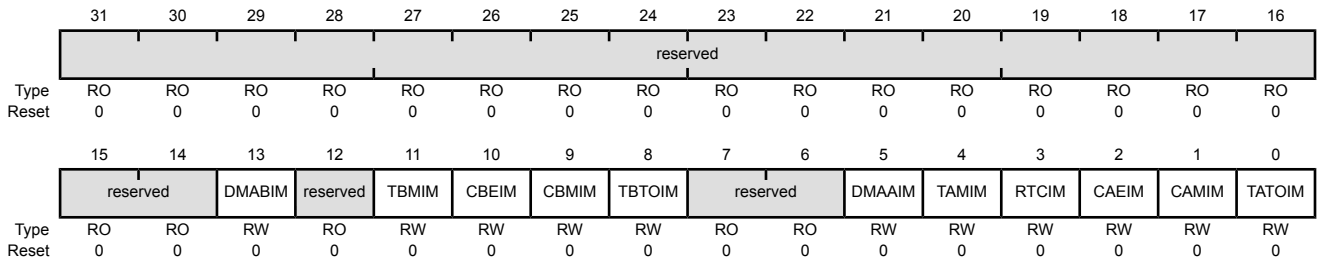 31 30 29 28 27 26 25 24 23 22 21 20 19 18 17 16
reserved
Type RO RO RO RO RO RO RO RO RO RO RO RO RO RO RO RO
Reset 0 0 0 0 0 0 0 0 0 0 0 0 0 0 0 0
15 14 13 12 11 10 9 8 7 6 5 4 3 2 1 0
reserved DMABIM reserved TBMIM CBEIM CBMIM TBTOIM reserved DMAAIM TAMIM RTCIM CAEIM CAMIM TATOIM
Type RO RO RW RO RW RW RW RW RO RO RW RW RW RW RW RW
Reset 0 0 0 0 0 0 0 0 0 0 0 0 0 0 0 0